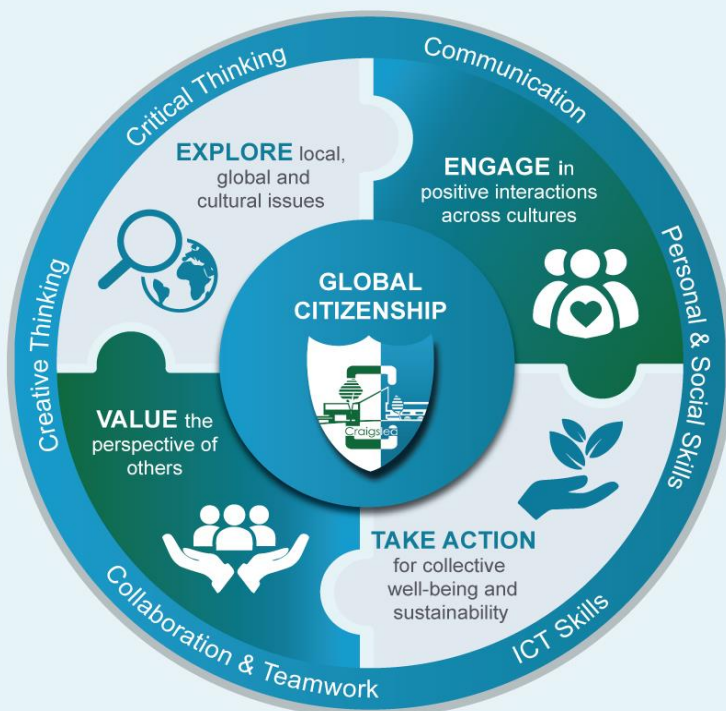 Critical Thinking
Communication
EXPLORE local,
global and
cultural issues
ENGAGE in
positive interactions
across cultures
Creative Thinking
GLOBAL
CITIZENSHIP
Personal & Social Skills
VALUE the
perspective of
others
TAKE ACTION
for collective
well-being and
sustainability
Collaboration & Teamwork
ICT Skills